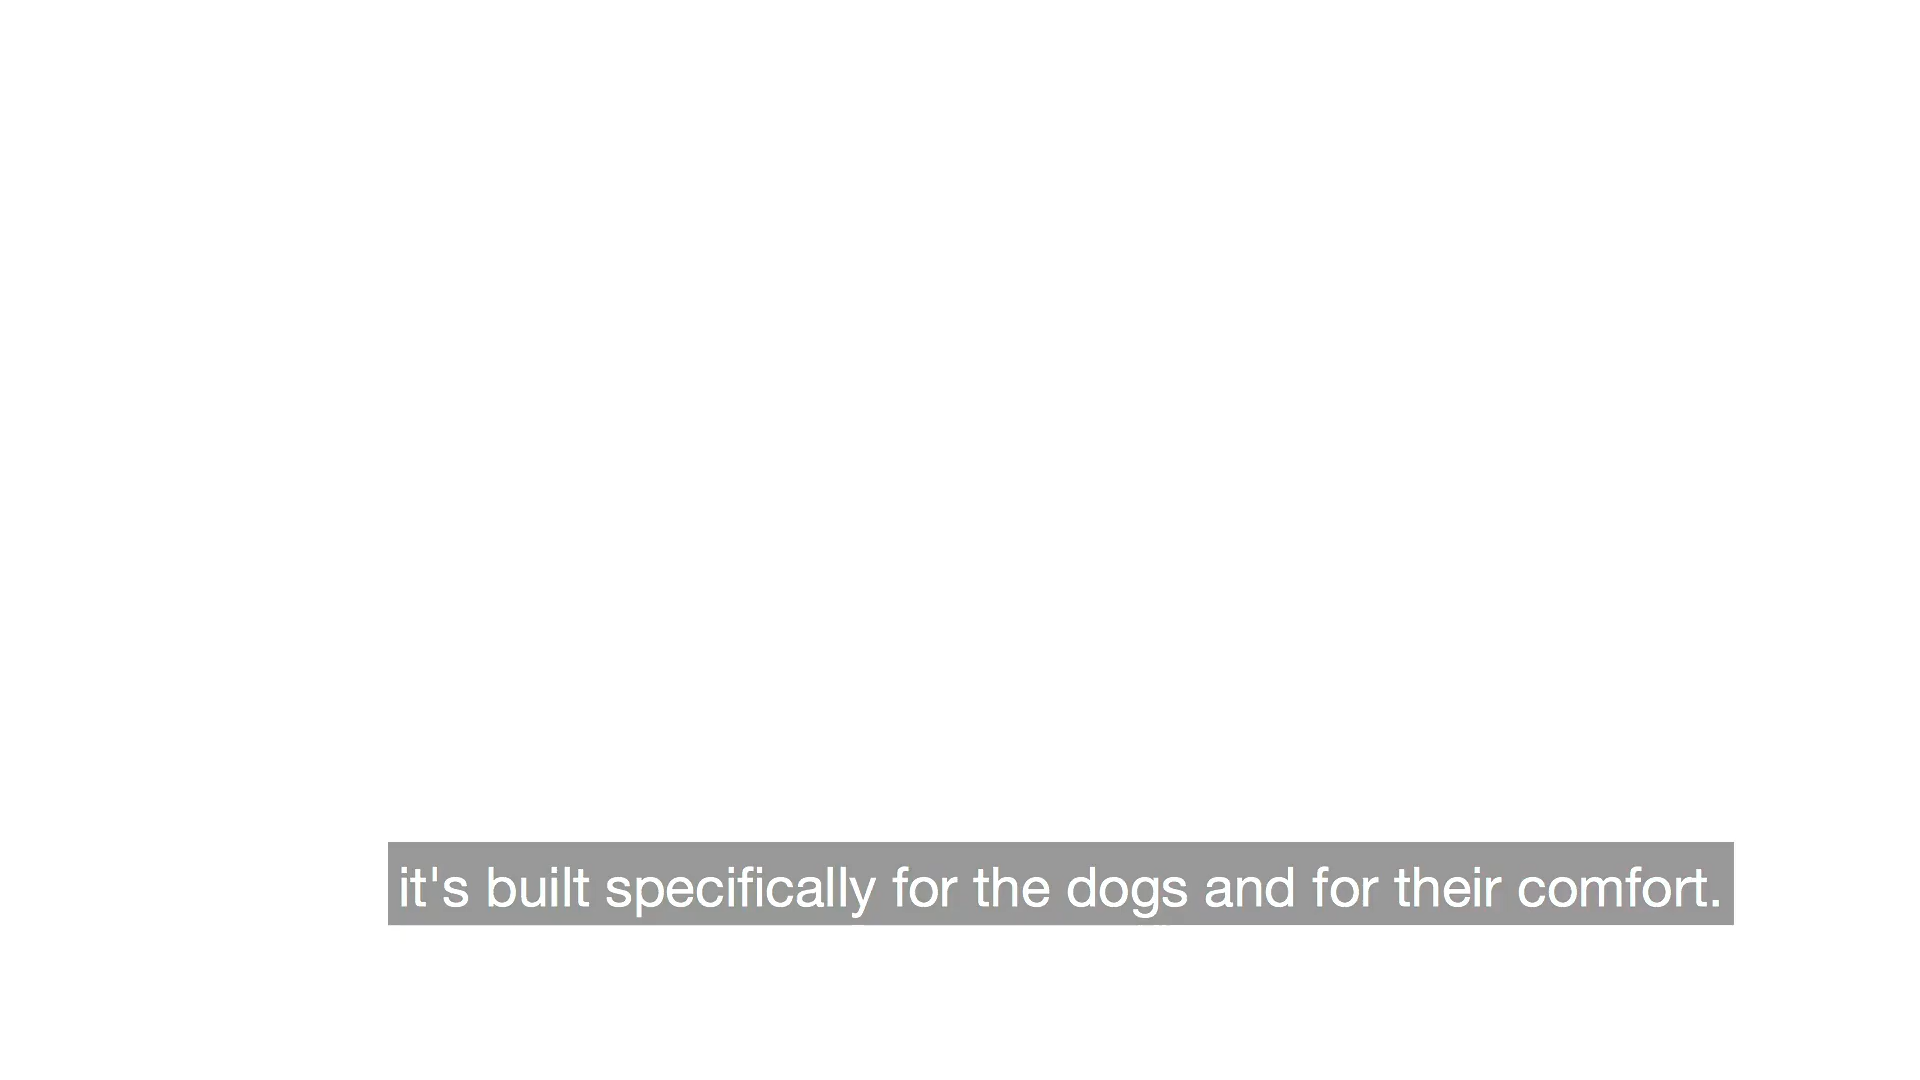 it's built specifically for the dogs and for their comfort.